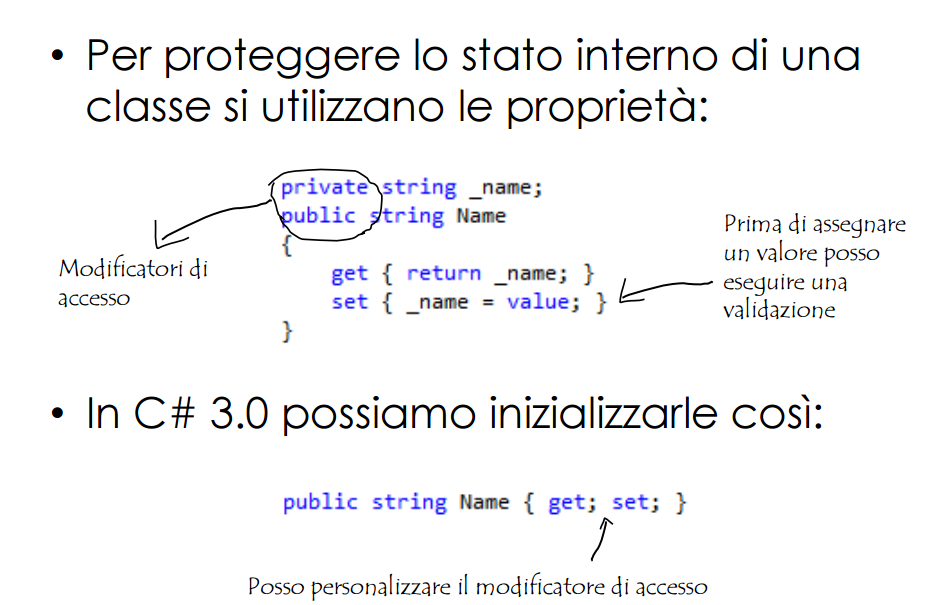 • Per proteggere lo stato interno di una
classe si utilizzano le proprietà:
private string _name;
public string Name
{
get { return _name; }
set { _name = value; }
}
Modificatori di
accesso
Prima di assegnare
un valore posso
eseguire una
validazione
• In C# 3.0 possiamo inizializzarle così:
public string Name { get; set; }
Posso personalizzare il modificatore di accesso